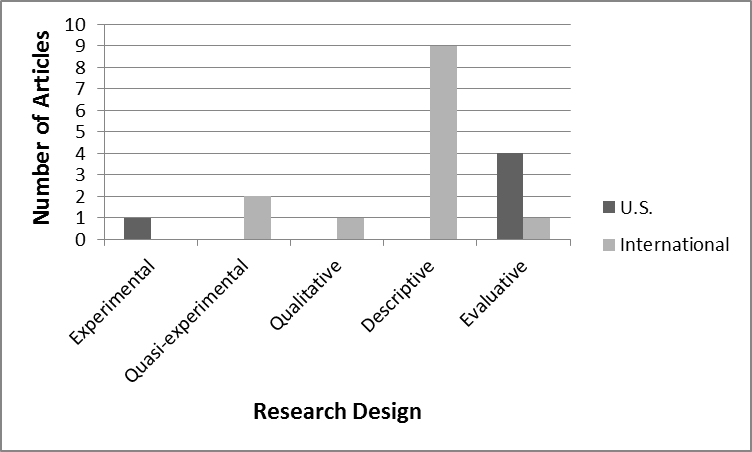 Number of Articles
10
9
8
7
6
5
4
3
2
1
0
Experimental
Quasi-experimental
Qualitative
Descriptive
Evaluative
Research Design
U.S.
International